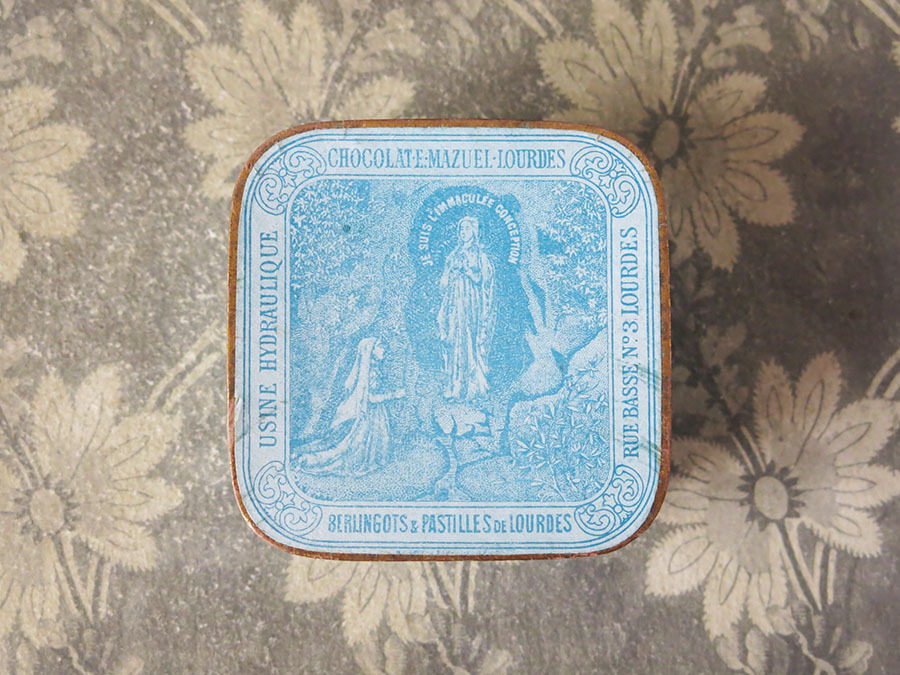 CHOCOLAT·E·MAZUEL·LOURDES
JE SUIS L'IMMACULÉE CONCEPTION
USINE HYDRAULIQUE
RUE BASSE Nº 3 LOURDES
BERLINGOTS & PASTILLES DE LOURDES